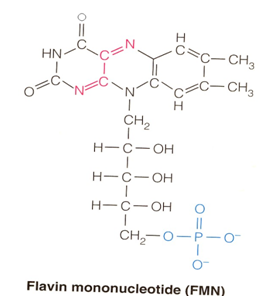 O
H
C N C
HN C C C—CH₃
C C C C—CH₃
O N N C
H
CH₂
H—C—OH
H—C—OH
H—C—OH O
CH₂—O—P—O⁻
O⁻
Flavin mononucleotide (FMN)